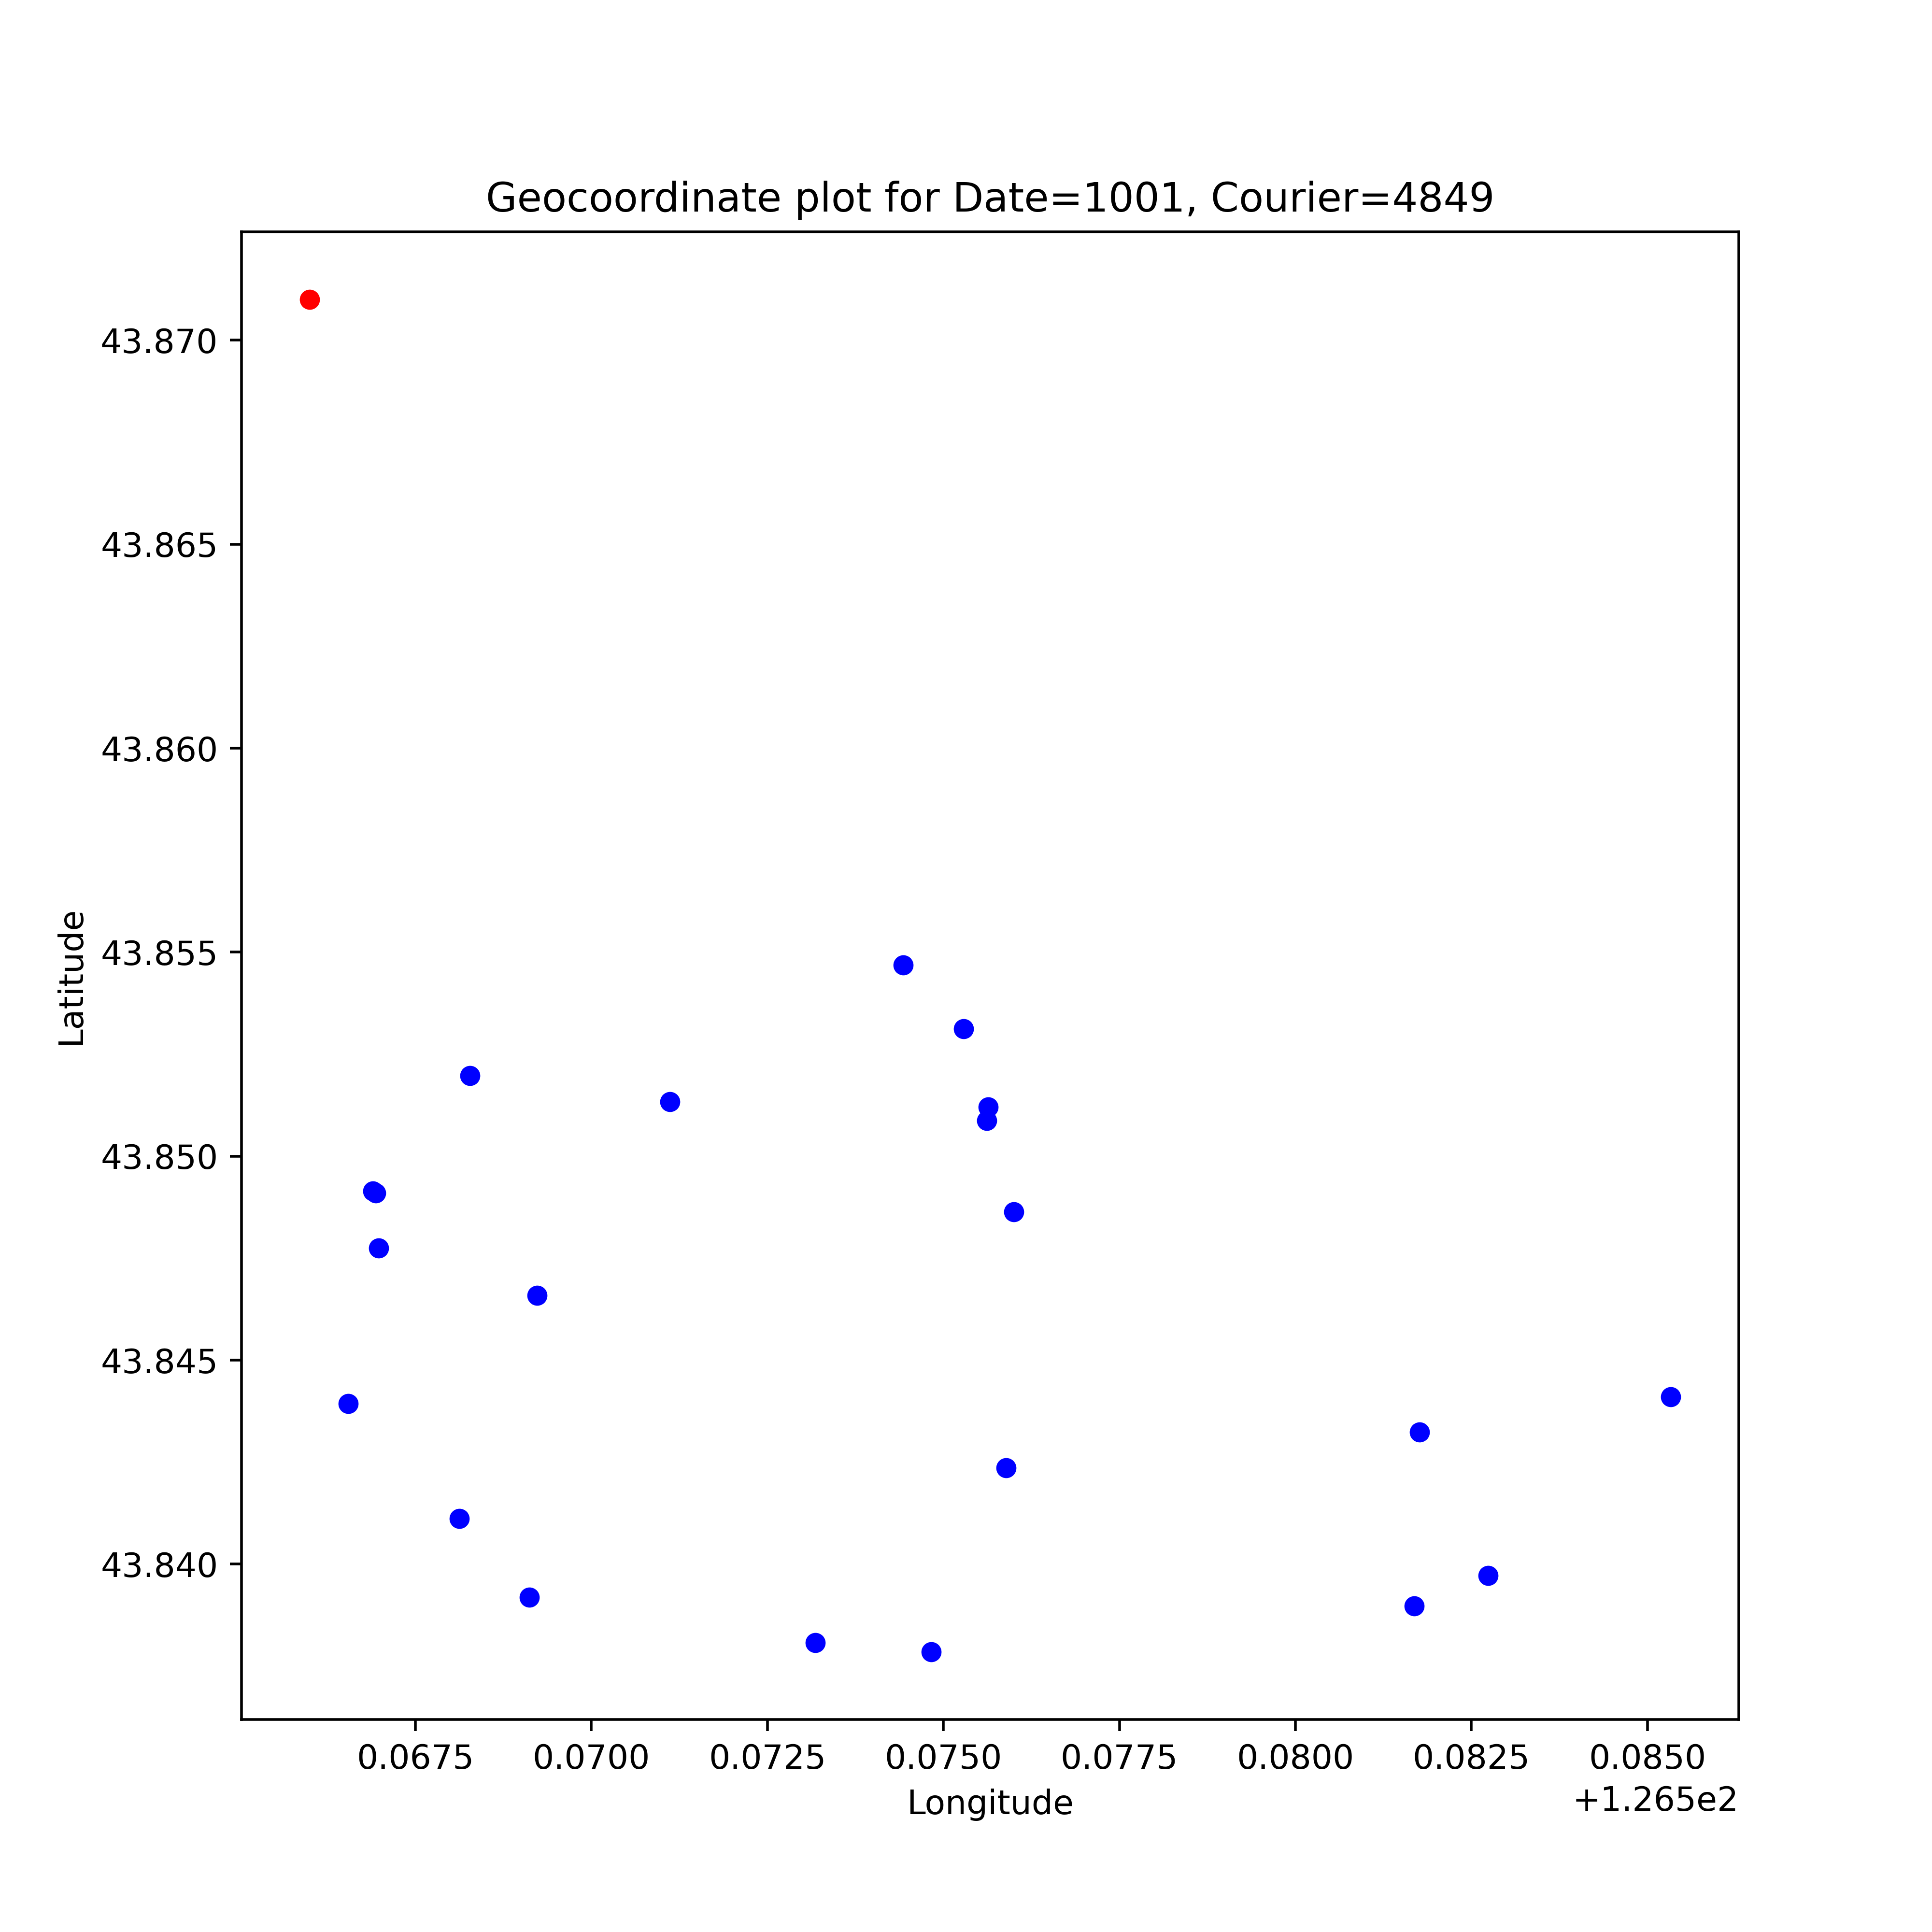 Geocoordinate plot for Date=1001, Courier=4849
43.870
43.865
43.860
43.855
43.850
43.845
43.840
Latitude
0.0675 0.0700 0.0725 0.0750 0.0775 0.0800 0.0825 0.0850
+1.265e2
Longitude